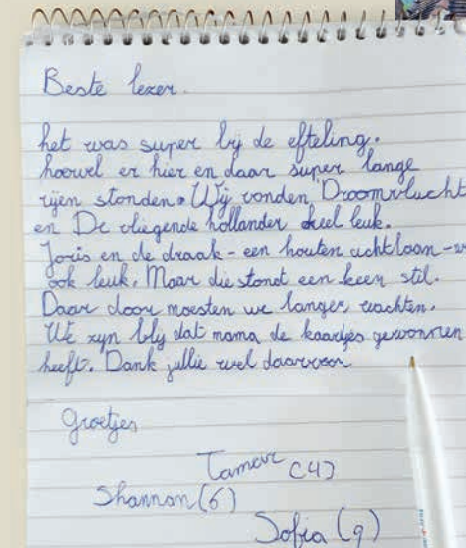 Beste lezer.
het was super bij de efteling.
hoewel er hier en daar super lange
rijen stonden. Wij vonden Droomvlucht
en De vliegende hollander heel leuk.
Joris en de draak - een houten achtbaan -
ook leuk. Maar die stond een keer stil.
Daar door moesten we langer wachten.
We zijn blij dat mama de kaartjes gewonnen
heeft. Dank jullie wel daarvoor
Groetjes
Tamar (4)
Shannon (6)
Sofia (9)